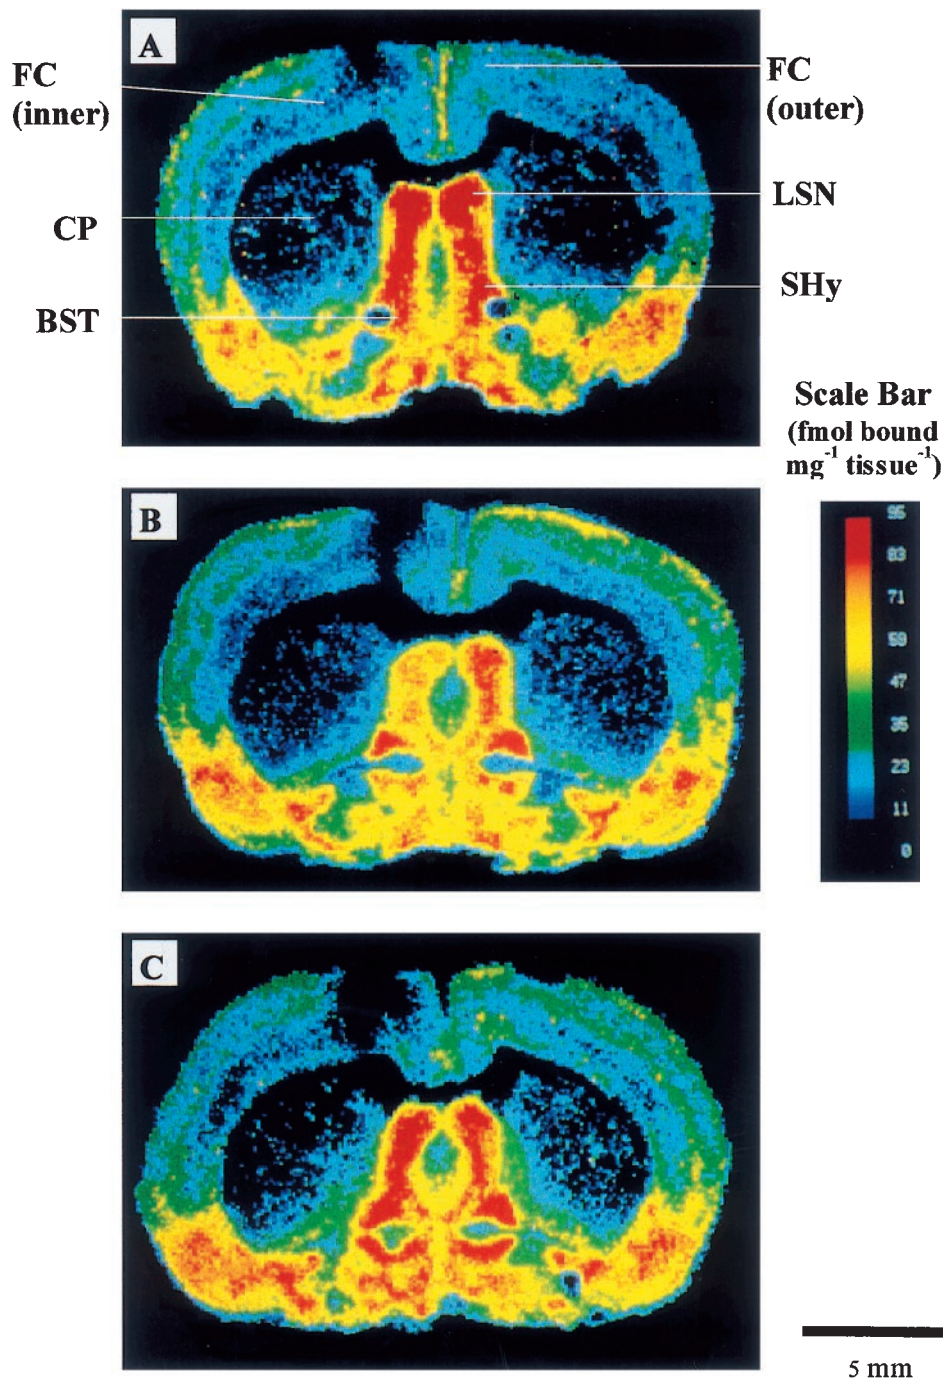 A
FC
(inner)
FC
(outer)
LSN
CP
SHy
BST
Scale Bar
(fmol bound
mg-1 tissue-1)
B
95
83
71
59
47
35
23
11
0
C
5 mm